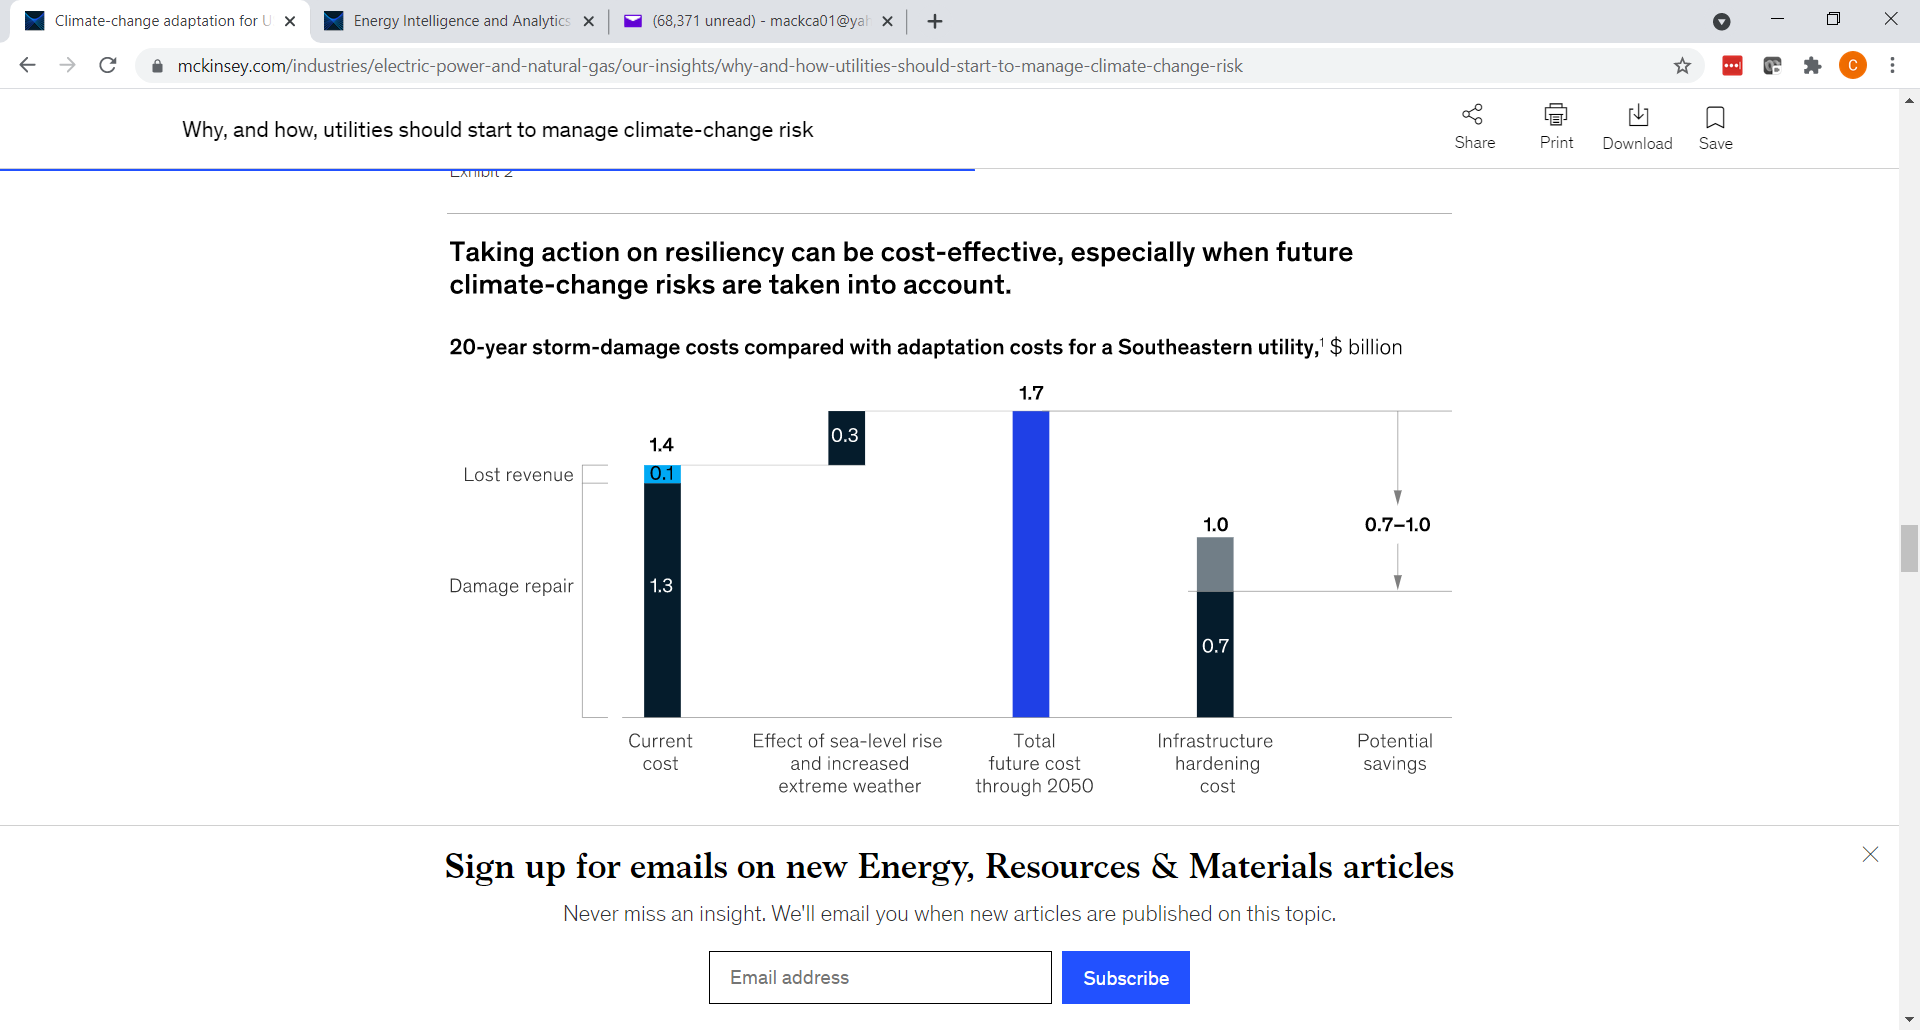 Climate-change adaptation for U
Energy Intelligence and Analytics
(68,371 unread) - mackca01@yah
mckinsey.com/industries/electric-power-and-natural-gas/our-insights/why-and-how-utilities-should-start-to-manage-climate-change-risk
C
Why, and how, utilities should start to manage climate-change risk
Share
Print
Download
Save
Exhibit 2
Taking action on resiliency can be cost-effective, especially when future
climate-change risks are taken into account.
20-year storm-damage costs compared with adaptation costs for a Southeastern utility,¹ $ billion
1.7
0.3
1.4
Lost revenue
0.1
1.0
0.7–1.0
Damage repair
1.3
0.7
Current
cost
Effect of sea-level rise
and increased
extreme weather
Total
future cost
through 2050
Infrastructure
hardening
cost
Potential
savings
Sign up for emails on new Energy, Resources & Materials articles
Never miss an insight. We'll email you when new articles are published on this topic.
Email address
Subscribe